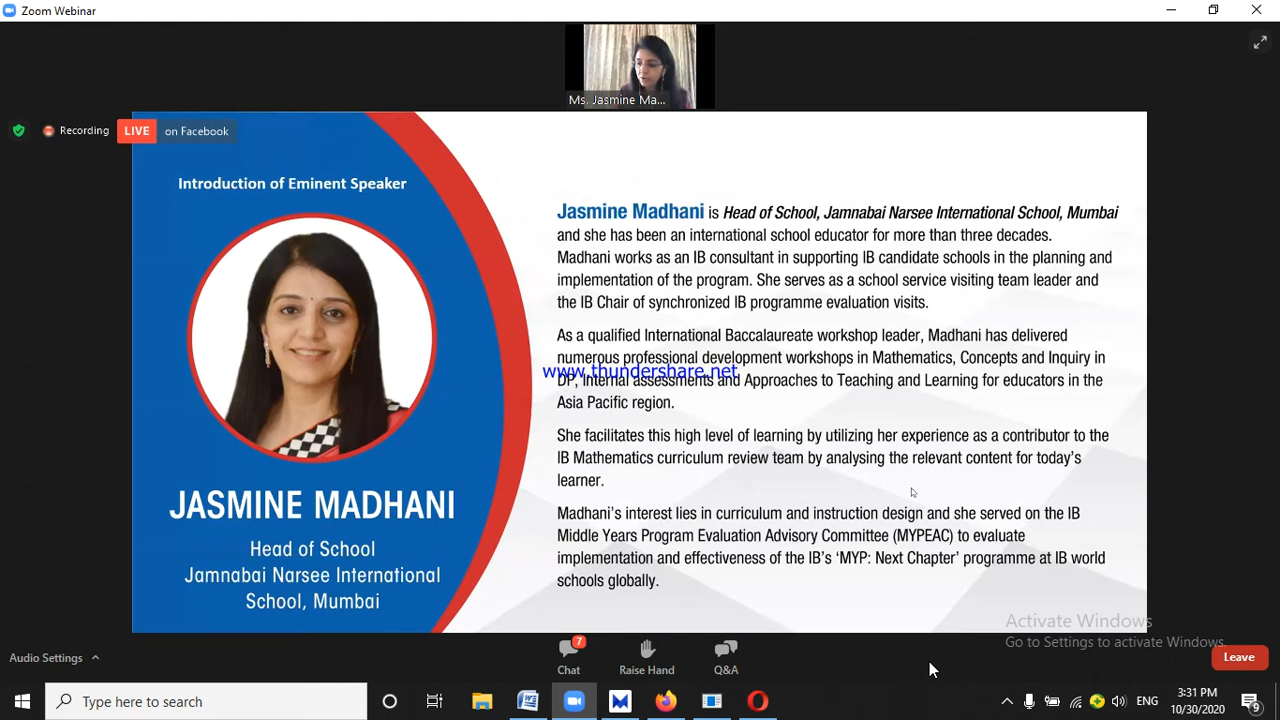 Zoom Webinar
Ms. Jasmine Ma...
Recording
LIVE on Facebook
Introduction of Eminent Speaker
JASMINE MADHANI
Head of School
Jamnabai Narsee International
School, Mumbai
Jasmine Madhani is Head of School, Jamnabai Narsee International School, Mumbai
and she has been an international school educator for more than three decades.
Madhani works as an IB consultant in supporting IB candidate schools in the planning and
implementation of the program. She serves as a school service visiting team leader and
the IB Chair of synchronized IB programme evaluation visits.
As a qualified International Baccalaureate workshop leader, Madhani has delivered
numerous professional development workshops in Mathematics, Concepts and Inquiry in
www.thundershare.net
DP, Internal assessments and Approaches to Teaching and Learning for educators in the
Asia Pacific region.
She facilitates this high level of learning by utilizing her experience as a contributor to the
IB Mathematics curriculum review team by analysing the relevant content for today's
learner.
Madhani's interest lies in curriculum and instruction design and she served on the IB
Middle Years Program Evaluation Advisory Committee (MYPEAC) to evaluate
implementation and effectiveness of the IB's ‘MYP: Next Chapter’ programme at IB world
schools globally.
Activate Windows
Go to Settings to activate Windows.
Audio Settings
7
Chat
Raise Hand
Q&A
Leave
Type here to search
ENG
3:31 PM
10/30/2020
9